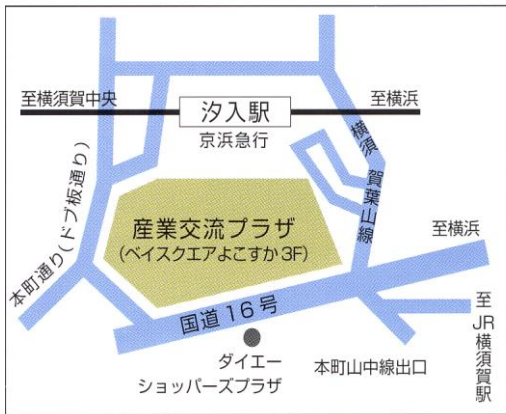 至横須賀中央
汐入駅
至横浜
京浜急行
横須賀葉山線
本町通り(ドブ板通り)
産業交流プラザ
(ベイスクエアよこすか3F)
至横浜
国道16号
至JR横須賀駅
ダイエー
ショッパーズプラザ
本町山中線出口